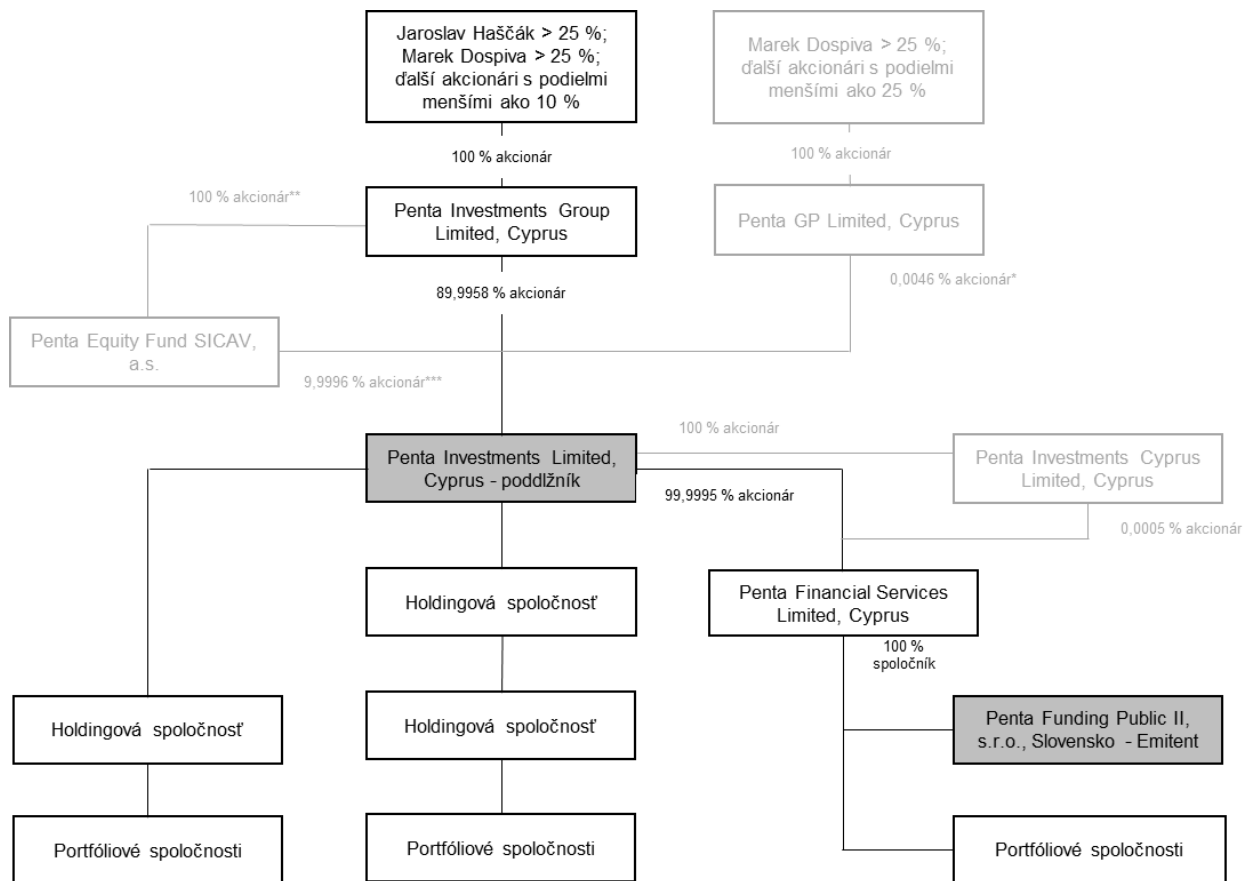 Jaroslav Haščák > 25 %;
Marek Dospiva > 25 %;
ďalší akcionári s podielmi
menšími ako 10 %
Marek Dospiva > 25 %;
ďalší akcionári s podielmi
menšími ako 25 %
100 % akcionár
100 % akcionár
100 % akcionár**
Penta Investments Group
Limited, Cyprus
Penta GP Limited, Cyprus
89,9958 % akcionár
0,0046 % akcionár*
Penta Equity Fund SICAV,
a.s.
9,9996 % akcionár***
100 % akcionár
Penta Investments Limited,
Cyprus - poddlžník
Penta Investments Cyprus
Limited, Cyprus
99,9995 % akcionár
0,0005 % akcionár
Holdingová spoločnosť
Penta Financial Services
Limited, Cyprus
100 %
spoločník
Holdingová spoločnosť
Holdingová spoločnosť
Penta Funding Public II,
s.r.o., Slovensko - Emitent
Portfóliové spoločnosti
Portfóliové spoločnosti
Portfóliové spoločnosti